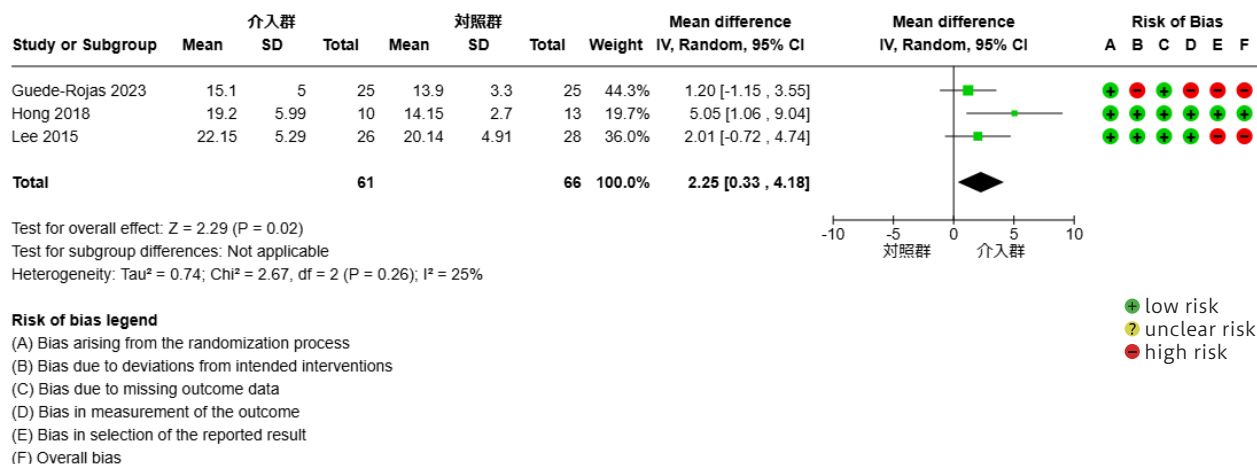 介入群 対照群 Mean difference Mean difference Risk of Bias
Study or Subgroup Mean SD Total Mean SD Total Weight IV, Random, 95% CI IV, Random, 95% CI A B C D E F
Guede-Rojas 2023 15.1 5 25 13.9 3.3 25 44.3% 1.20 [-1.15 , 3.55] + − + − − −
Hong 2018 19.2 5.99 10 14.15 2.7 13 19.7% 5.05 [1.06 , 9.04] + + + + + +
Lee 2015 22.15 5.29 26 20.14 4.91 28 36.0% 2.01 [-0.72 , 4.74] + + + + − −
Total 61 66 100.0% 2.25 [0.33 , 4.18]
Test for overall effect: Z = 2.29 (P = 0.02)
Test for subgroup differences: Not applicable
Heterogeneity: Tau² = 0.74; Chi² = 2.67, df = 2 (P = 0.26); I² = 25%
-10 -5 0 5 10
対照群 介入群
Risk of bias legend
(A) Bias arising from the randomization process
(B) Bias due to deviations from intended interventions
(C) Bias due to missing outcome data
(D) Bias in measurement of the outcome
(E) Bias in selection of the reported result
(F) Overall bias
+ low risk
? unclear risk
− high risk